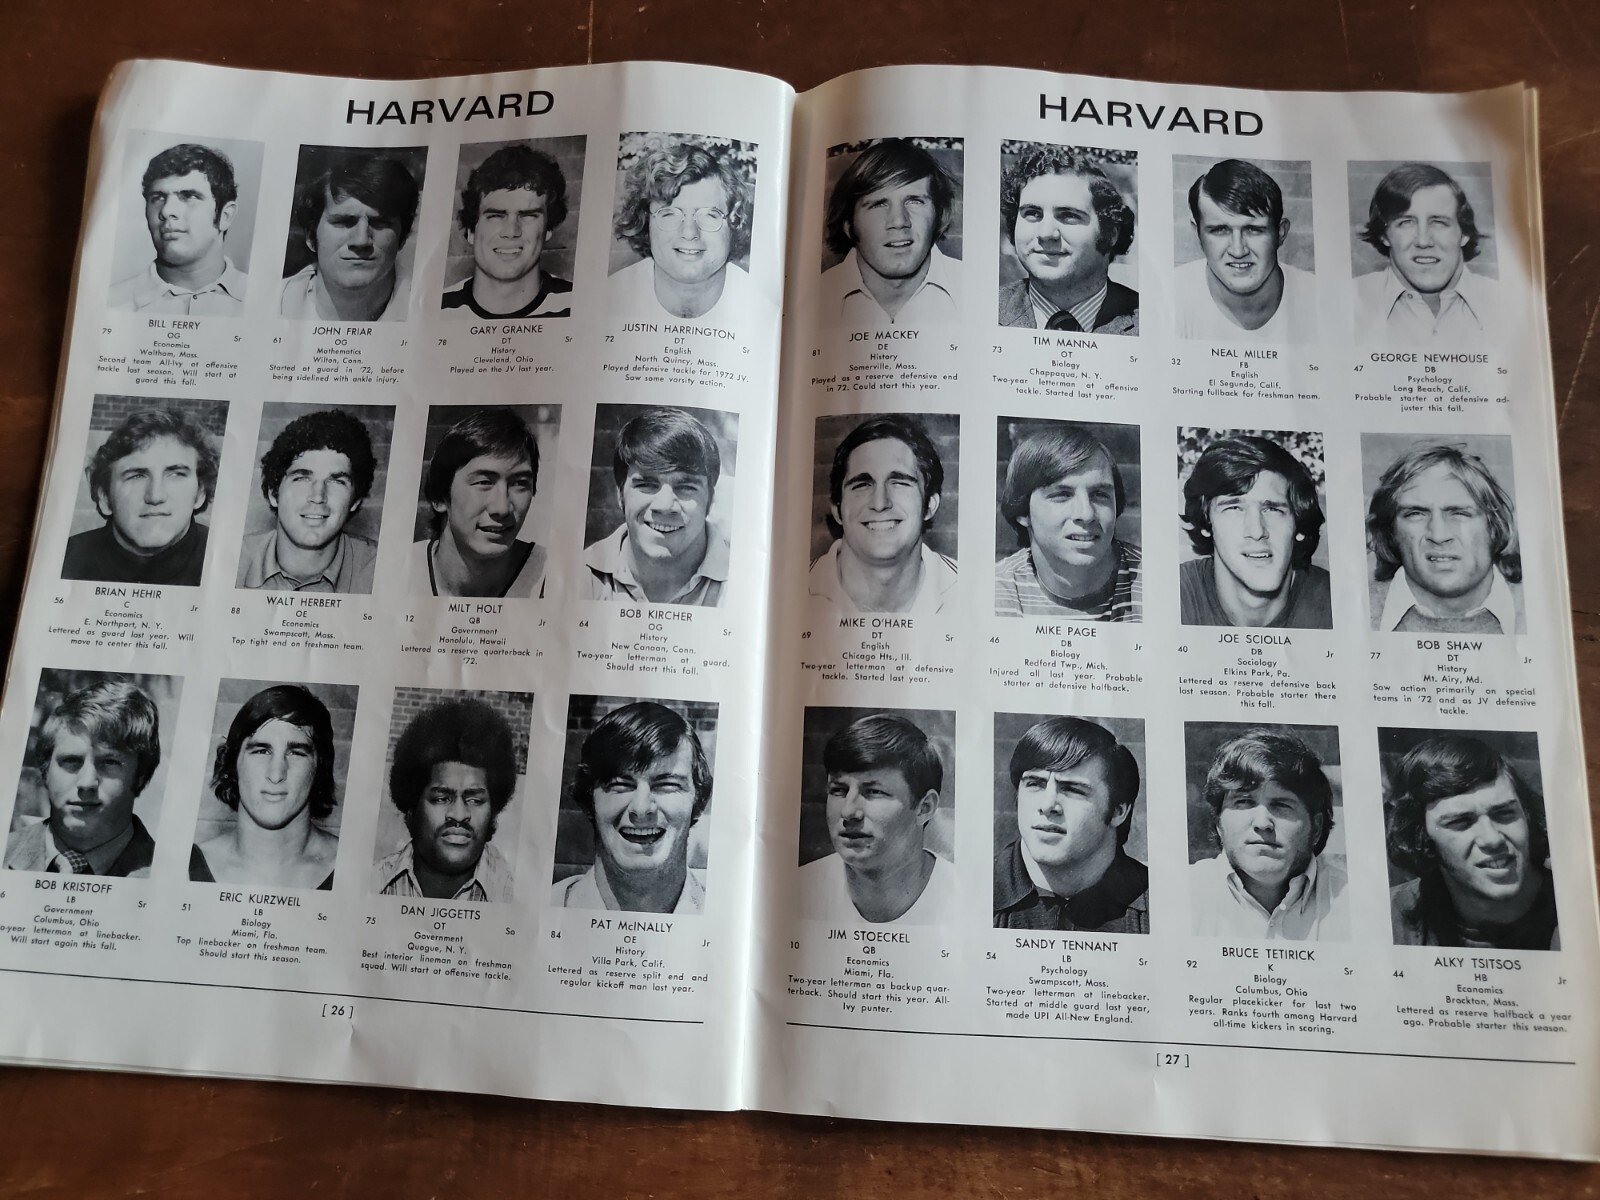 HARVARD
BILL FERRY
79 OG Sr
Economics
Waltham, Mass.
Second team All-Ivy at offensive
tackle last season. Will start at
guard this fall.
JOHN FRIAR
61 OG Jr
Mathematics
Wilton, Conn.
Started at guard in '72, before
being sidelined with ankle injury.
GARY GRANKE
78 DT Sr
History
Cleveland, Ohio
Played on the JV last year.
JUSTIN HARRINGTON
72 DT Sr
English
North Quincy, Mass.
Played defensive tackle for 1972 JV.
Saw some varsity action.
BRIAN HEHIR
56 C Jr
Economics
E. Northport, N. Y.
Lettered as guard last year. Will
move to center this fall.
WALT HERBERT
88 OE So
Economics
Swampscott, Mass.
Top tight end on freshman team.
MILT HOLT
12 QB Jr
Government
Honolulu, Hawaii
Lettered as reserve quarterback in
'72.
BOB KIRCHER
64 OG Sr
History
New Canaan, Conn.
Two-year letterman at guard.
Should start this fall.
BOB KRISTOFF
6 LB Sr
Government
Columbus, Ohio
o-year letterman at linebacker.
Will start again this fall.
ERIC KURZWEIL
51 LB So
Biology
Miami, Fla.
Top linebacker on freshman team.
Should start this season.
DAN JIGGETTS
75 OT So
Government
Quogue, N. Y.
Best interior lineman on freshman
squad. Will start at offensive tackle.
PAT McINALLY
84 OE Jr
History
Villa Park, Calif.
Lettered as reserve split end and
regular kickoff man last year.
[ 26 ]
HARVARD
JOE MACKEY
81 DE Sr
History
Somerville, Mass.
Played as a reserve defensive end
in '72. Could start this year.
TIM MANNA
73 OT Sr
Biology
Chappaqua, N. Y.
Two-year letterman at offensive
tackle. Started last year.
NEAL MILLER
32 FB So
English
El Segundo, Calif.
Starting fullback for freshman team.
GEORGE NEWHOUSE
47 DB So
Psychology
Long Beach, Calif.
Probable starter at defensive ad-
juster this fall.
MIKE O'HARE
69 DT Sr
English
Chicago Hts., Ill.
Two-year letterman at defensive
tackle. Started last year.
MIKE PAGE
46 DB Jr
Biology
Redford Twp., Mich.
Injured all last year. Probable
starter at defensive halfback.
JOE SCIOLLA
40 DB Jr
Sociology
Elkins Park, Pa.
Lettered as reserve defensive back
last season. Probable starter there
this fall.
BOB SHAW
77 DT Jr
History
Mt. Airy, Md.
Saw action primarily on special
teams in '72 and as JV defensive
tackle.
JIM STOECKEL
10 QB Sr
Economics
Miami, Fla.
Two-year letterman as backup quar-
terback. Should start this year. All-
Ivy punter.
SANDY TENNANT
54 LB Sr
Psychology
Swampscott, Mass.
Two-year letterman at linebacker.
Started at middle guard last year,
made UPI All-New England.
BRUCE TETIRICK
92 K Sr
Biology
Columbus, Ohio
Regular placekicker for last two
years. Ranks fourth among Harvard
all-time kickers in scoring.
ALKY TSITSOS
44 HB Jr
Economics
Brockton, Mass.
Lettered as reserve halfback a year
ago. Probable starter this season.
[ 27 ]